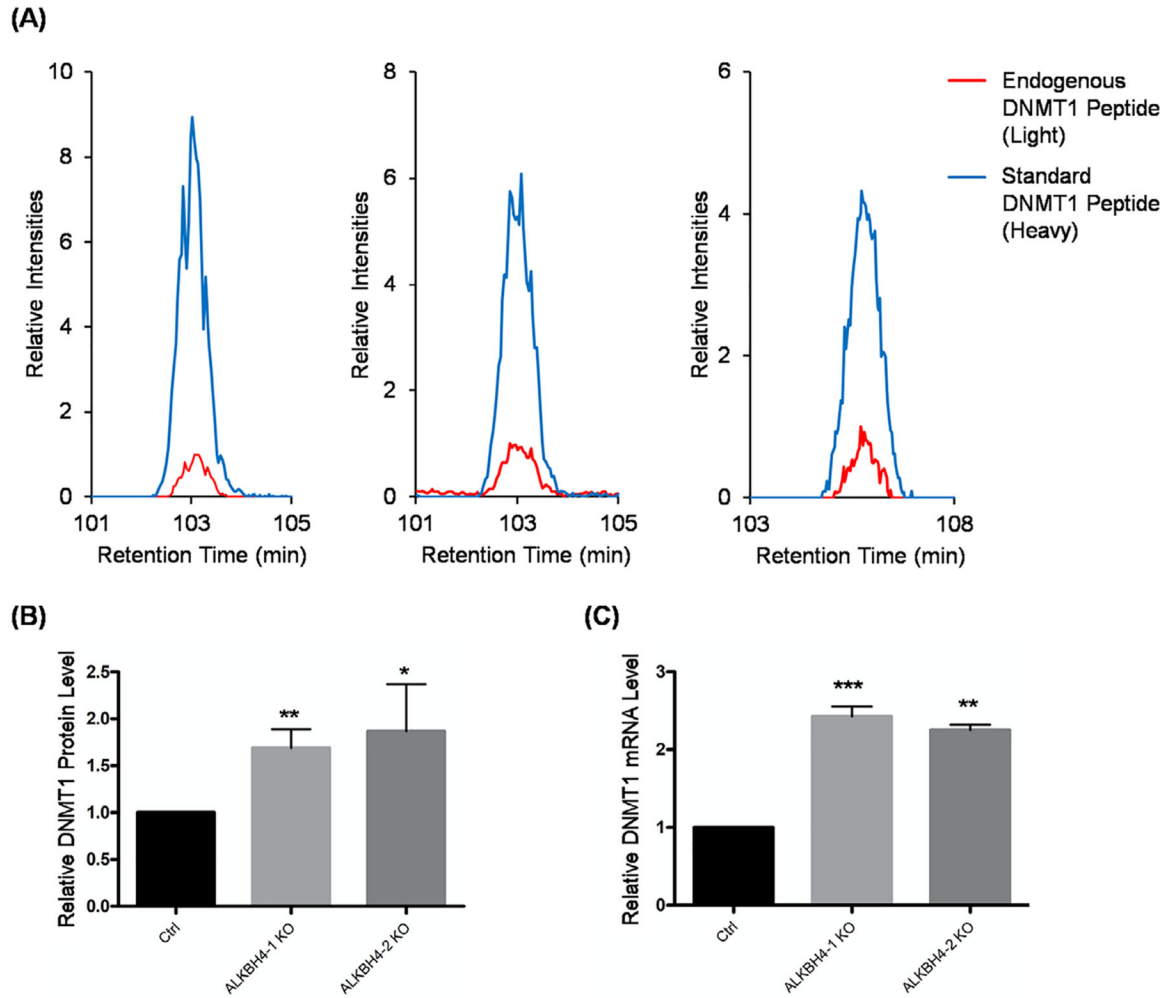 (A)
10
8
6
4
2
0
101
103
105
Relative Intensities
Retention Time (min)
8
6
4
2
0
101
103
105
Relative Intensities
Retention Time (min)
6
4
2
0
103
108
Relative Intensities
Retention Time (min)
Endogenous
DNMT1 Peptide
(Light)
Standard
DNMT1 Peptide
(Heavy)
(B)
Relative DNMT1 Protein Level
2.5
2.0
1.5
1.0
0.5
0.0
**
*
Ctrl
ALKBH4-1 KO
ALKBH4-2 KO
(C)
Relative DNMT1 mRNA Level
3
2
1
0
***
**
Ctrl
ALKBH4-1 KO
ALKBH4-2 KO